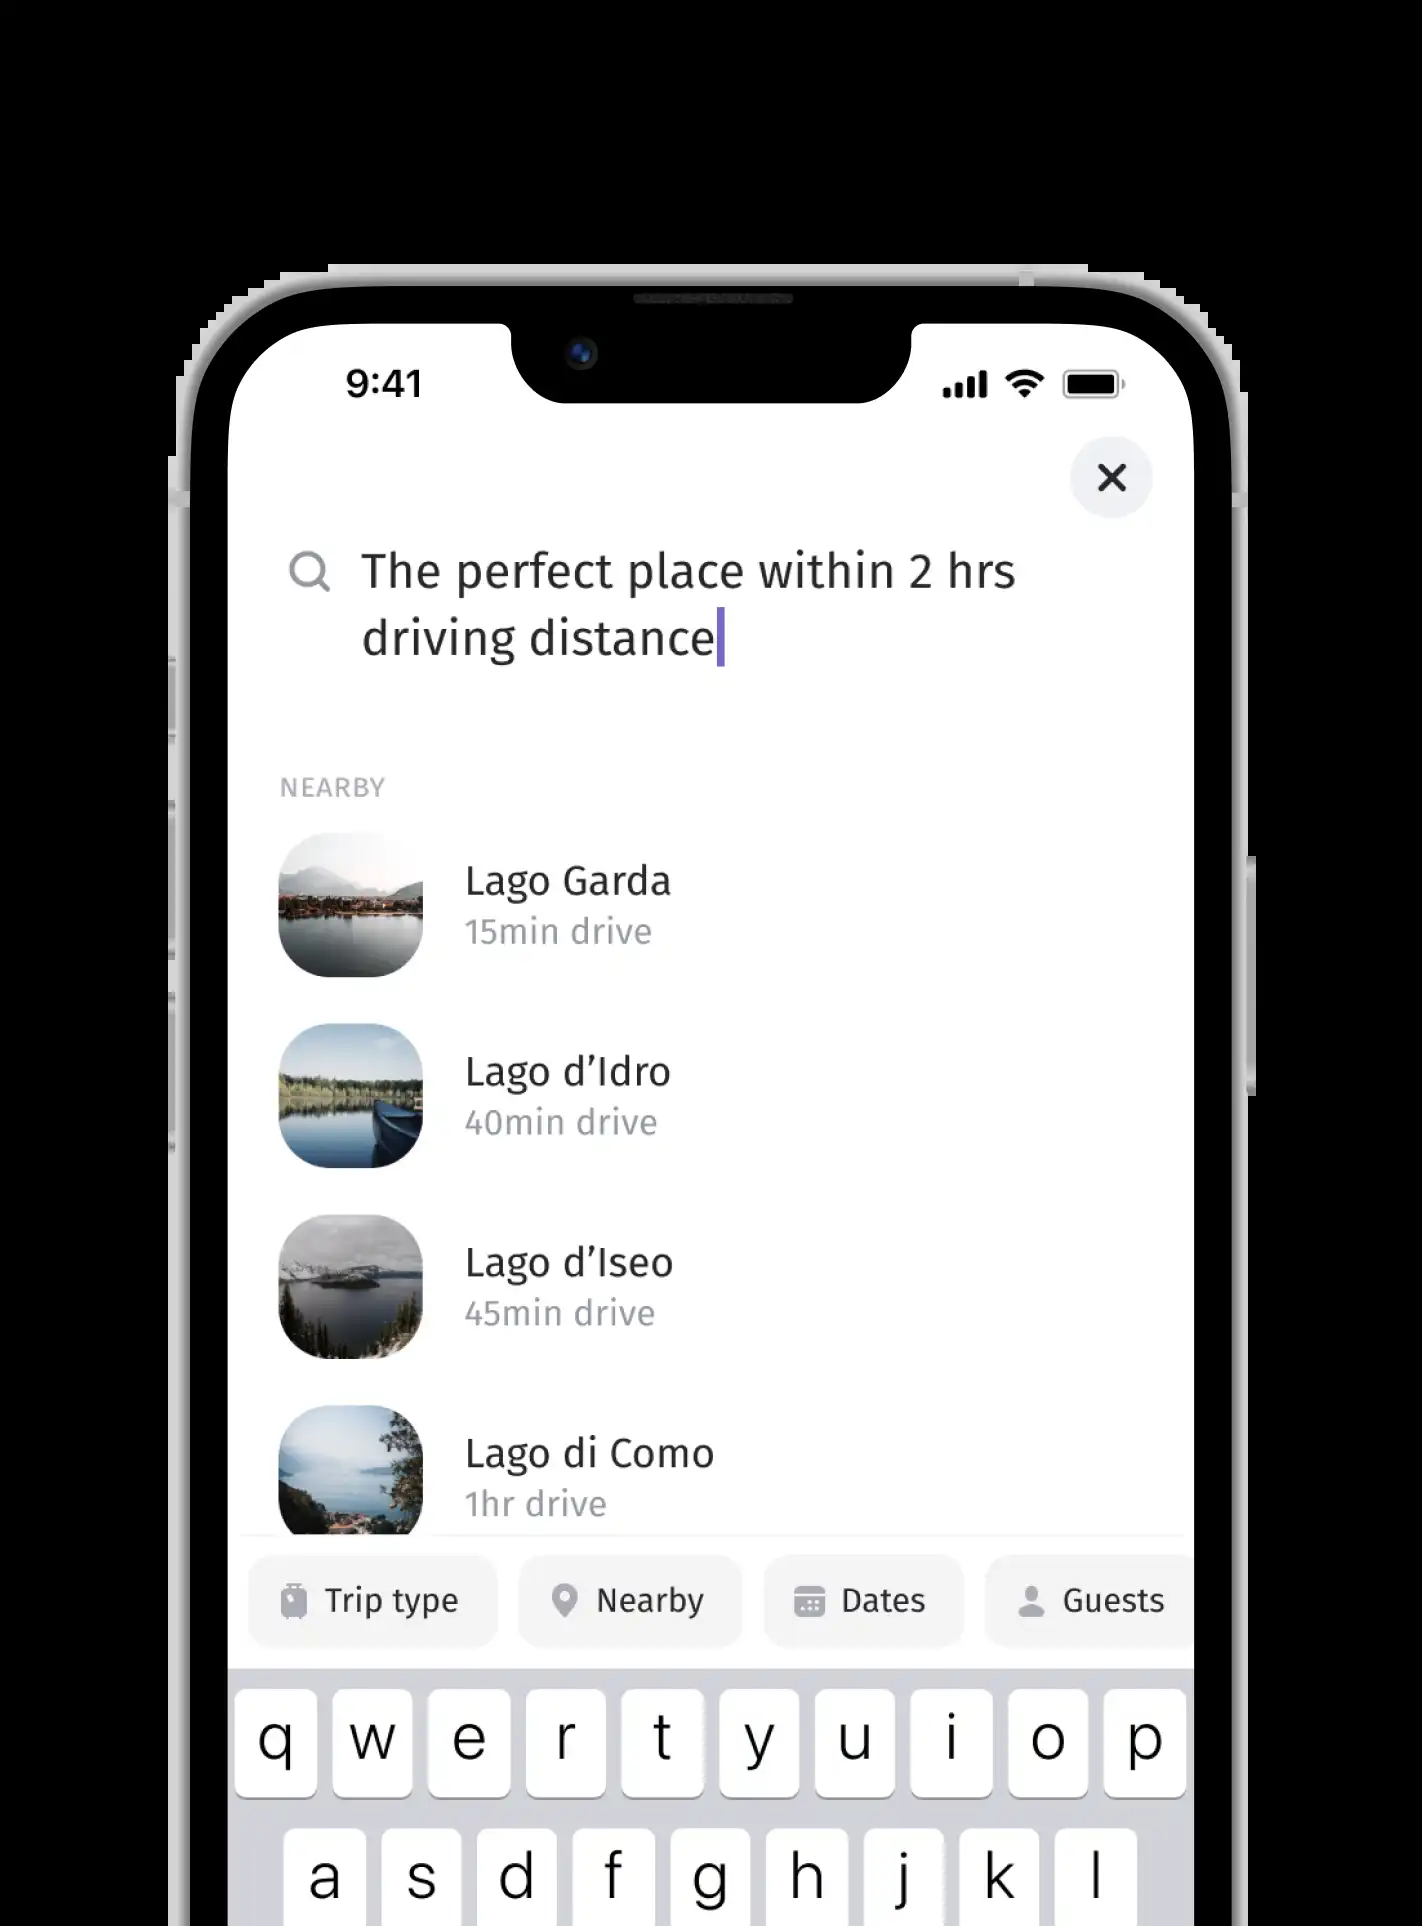 9:41
The perfect place within 2 hrs
driving distance
NEARBY
Lago Garda
15min drive
Lago d’Idro
40min drive
Lago d’Iseo
45min drive
Lago di Como
1hr drive
Trip type Nearby Dates Guests
q w e r t y u i o p
a s d f g h j k l